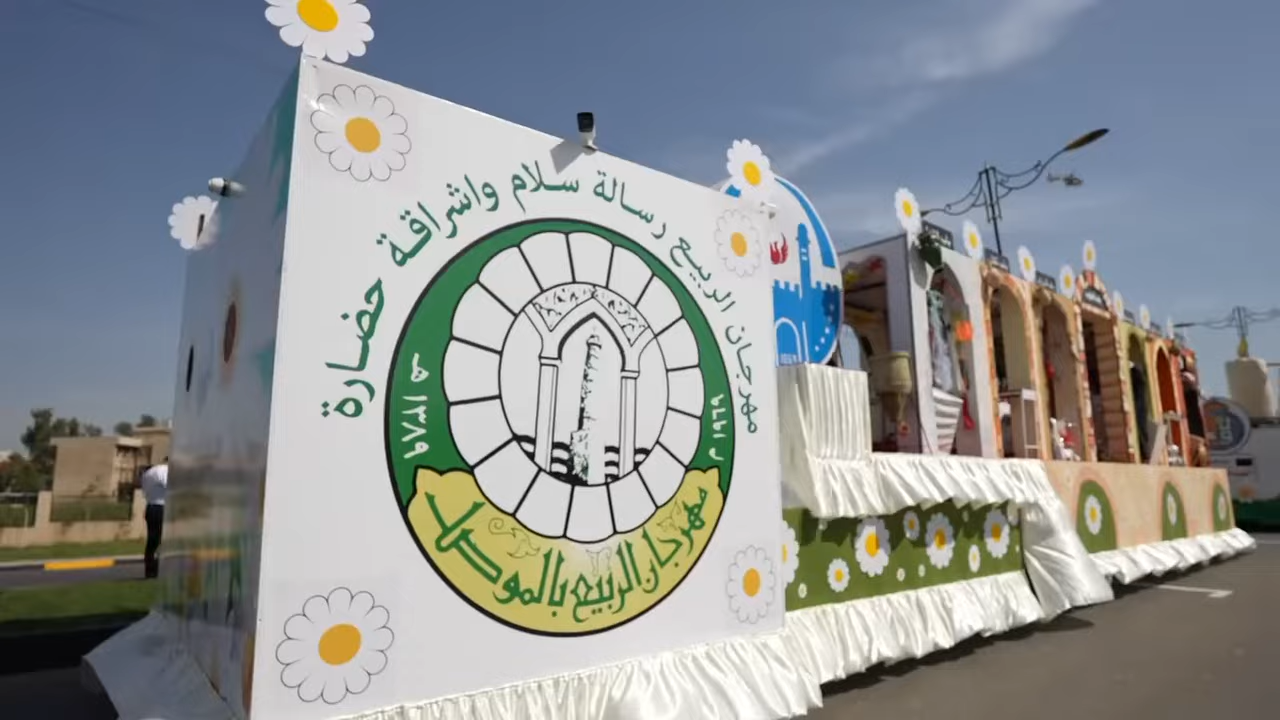 مهرجان الربيع رسالة سلام واشراقة حضارة
١٣٨٩ هـ
١٩٦٩ م
مهرجان الربيع بالموصل